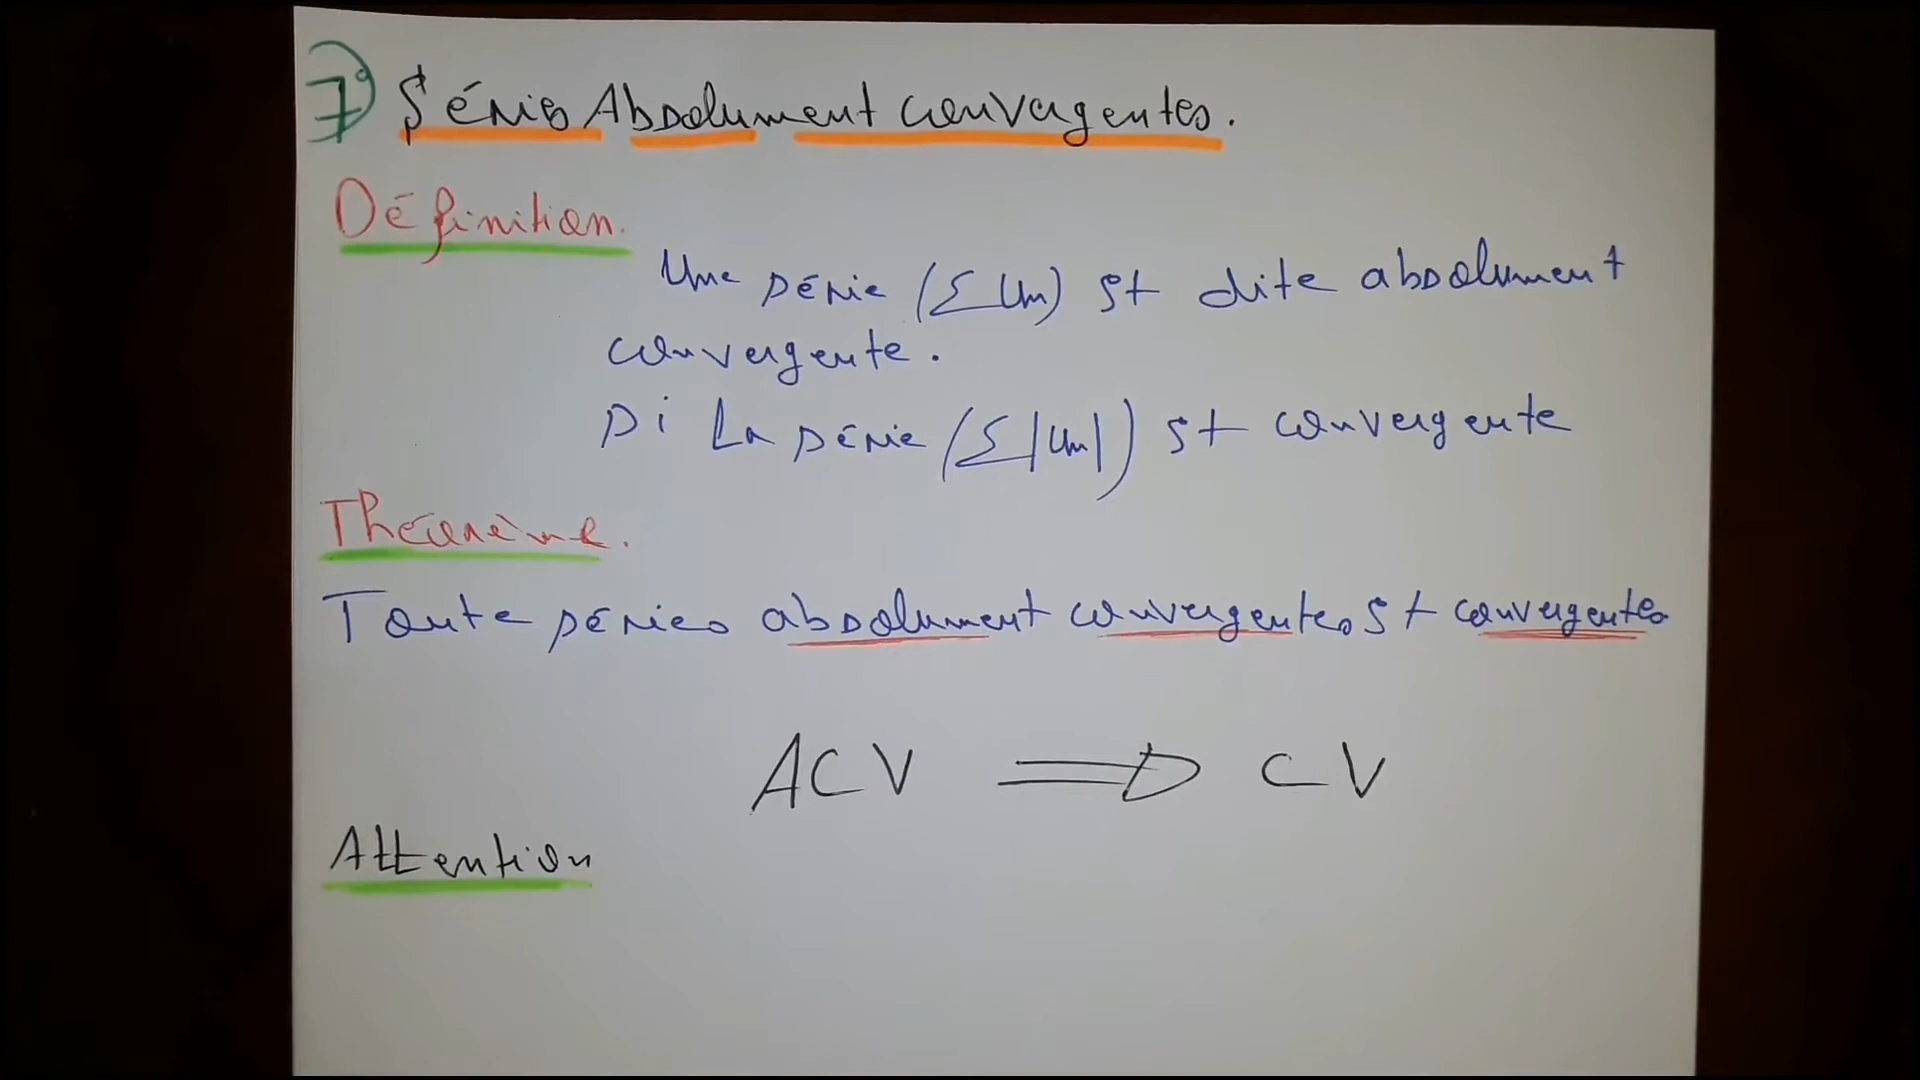 7°) Séries Absolument convergentes.
Définition.
Une série (∑ Un) st dite absolument
convergente.
si La série (∑|Un|) st convergente
Théorème.
Toute séries absolument convergentes st convergentes
ACV ⟹ CV
Attention